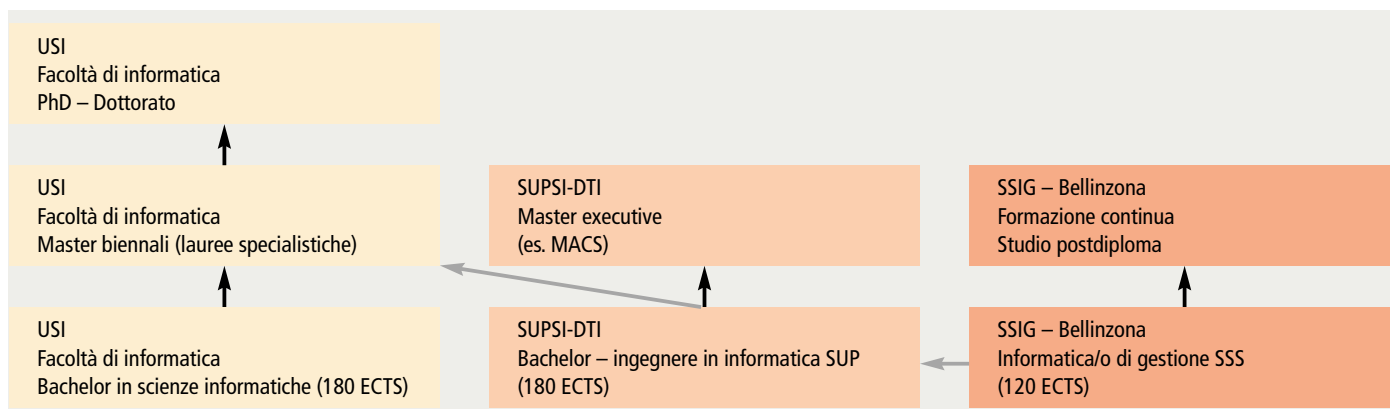 USI
Facoltà di informatica
PhD – Dottorato
USI
Facoltà di informatica
Master biennali (lauree specialistiche)
SUPSI-DTI
Master executive
(es. MACS)
SSIG – Bellinzona
Formazione continua
Studio postdiploma
USI
Facoltà di informatica
Bachelor in scienze informatiche (180 ECTS)
SUPSI-DTI
Bachelor – ingegnere in informatica SUP
(180 ECTS)
SSIG – Bellinzona
Informatica/o di gestione SSS
(120 ECTS)